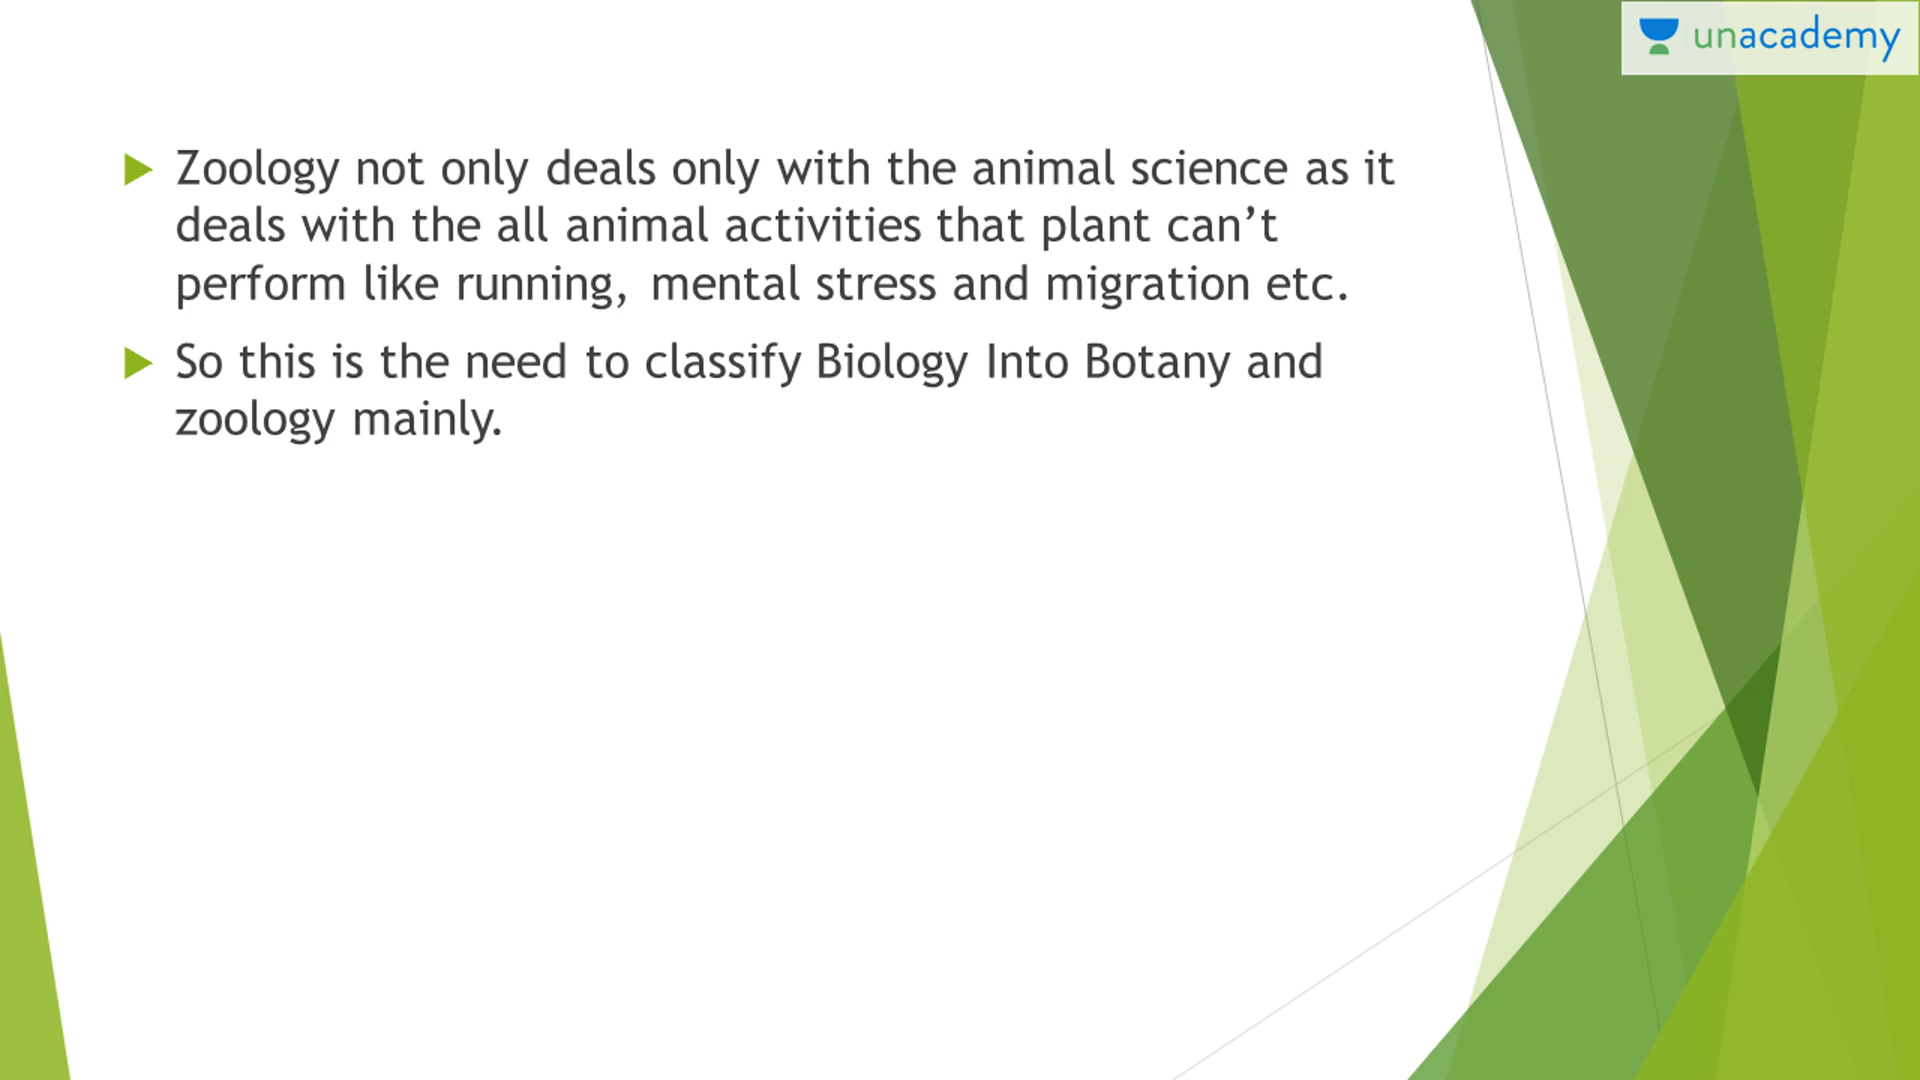 unacademy
Zoology not only deals only with the animal science as it
deals with the all animal activities that plant can’t
perform like running, mental stress and migration etc.
So this is the need to classify Biology Into Botany and
zoology mainly.